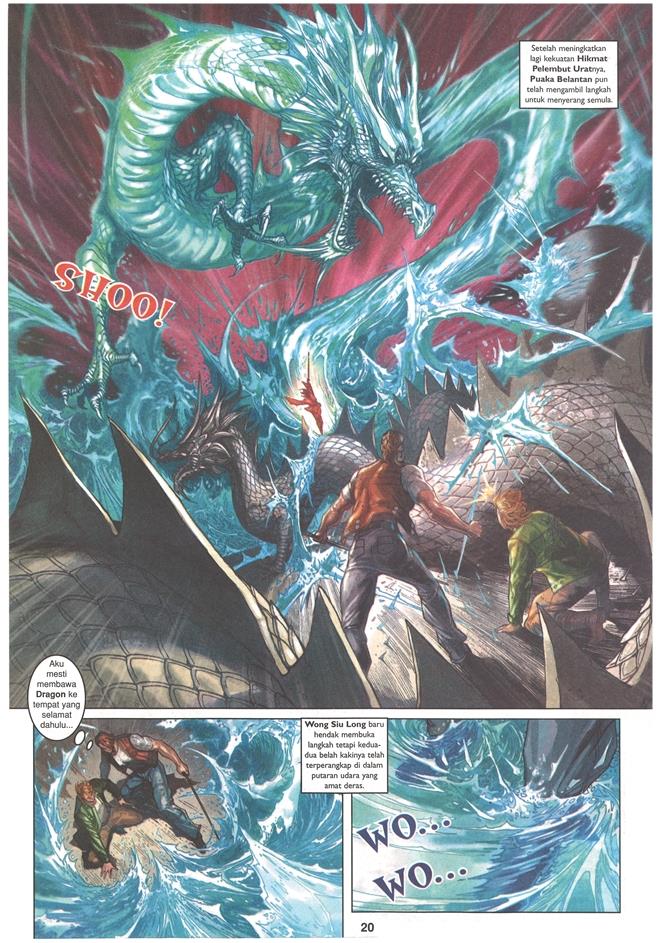 Setelah meningkatkan
lagi kekuatan Hikmat
Pelembut Uratnya,
Puaka Belantan pun
telah mengambil langkah
untuk menyerang semula.
SHOO!
Aku
mesti
membawa
Dragon ke
tempat yang
selamat
dahulu...
Wong Siu Long baru
hendak membuka
langkah tetapi kedua-
dua belah kakinya telah
terperangkap di dalam
putaran udara yang
amat deras.
WO...
WO...
20